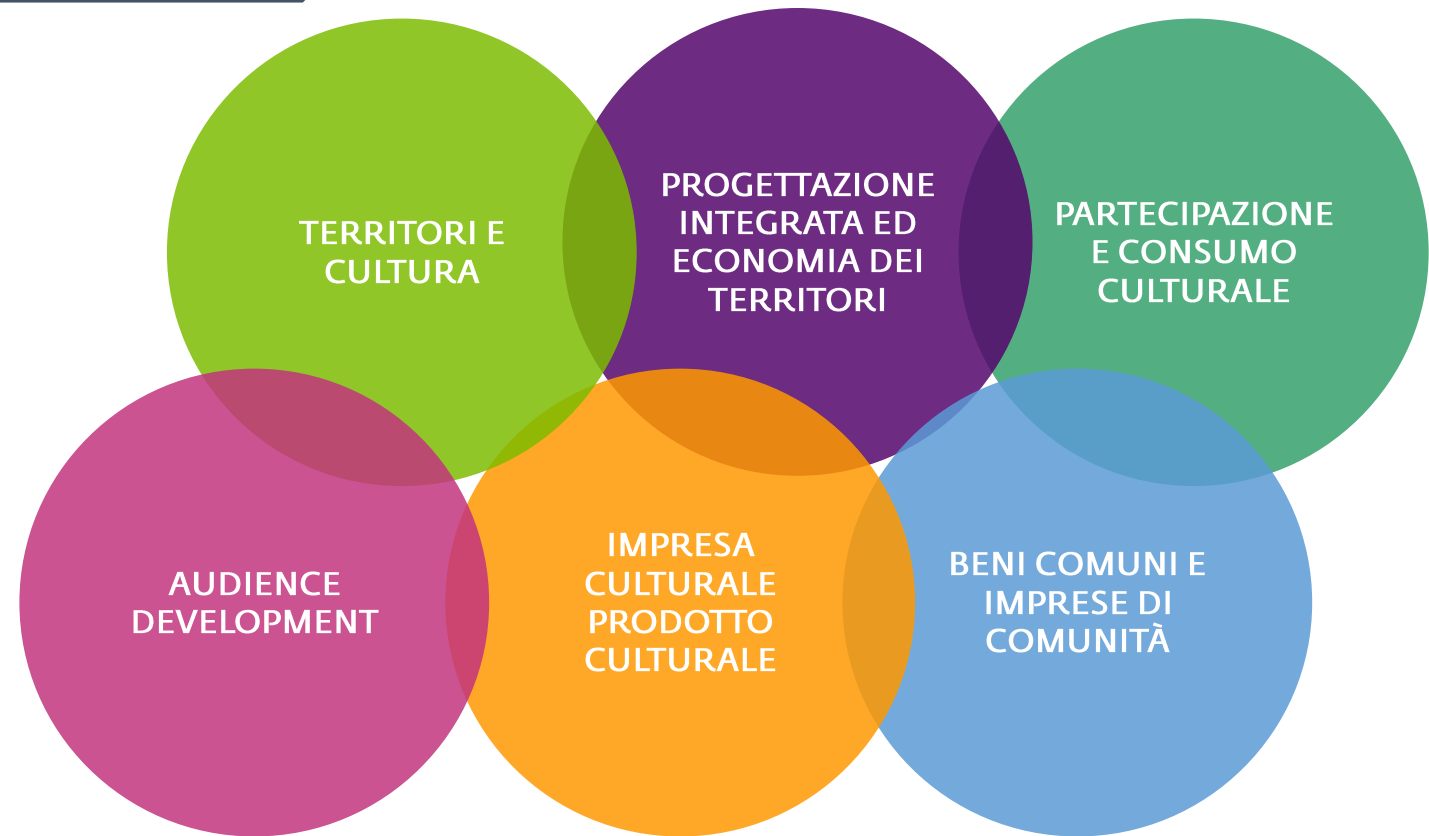 TERRITORI E
CULTURA
PROGETTAZIONE
INTEGRATA ED
ECONOMIA DEI
TERRITORI
PARTECIPAZIONE
E CONSUMO
CULTURALE
AUDIENCE
DEVELOPMENT
IMPRESA
CULTURALE
PRODOTTO
CULTURALE
BENI COMUNI E
IMPRESE DI
COMUNITÀ